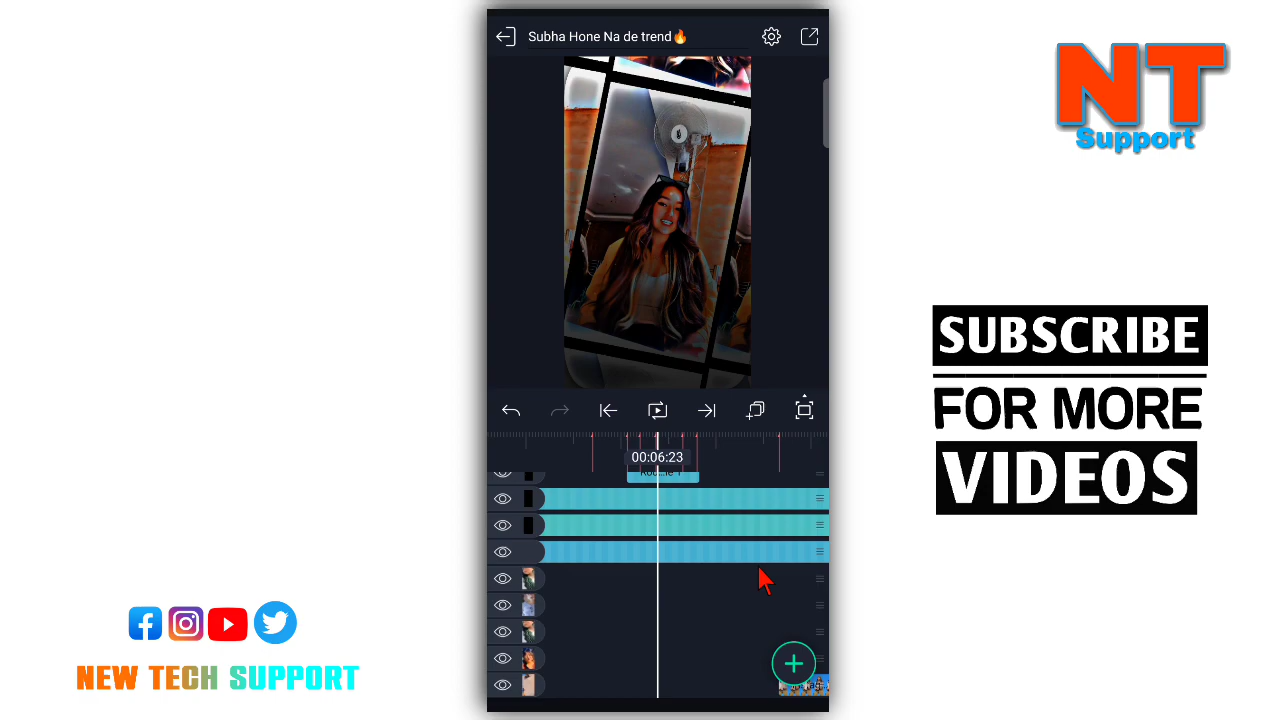 Subha Hone Na de trend🔥
NT
Support
SUBSCRIBE
FOR MORE
VIDEOS
00:06:23
NEW TECH SUPPORT